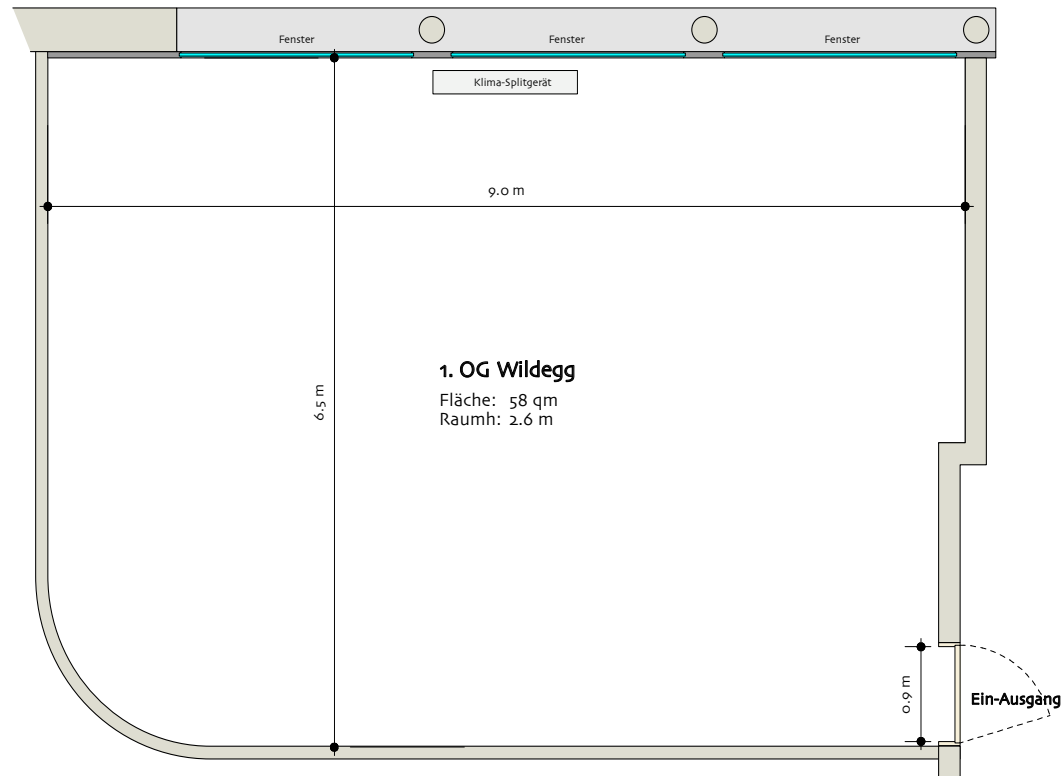 Fenster Fenster Fenster
Klima-Splitgerät
9.0 m
6.5 m
1. OG Wildegg
Fläche: 58 qm
Raumh: 2.6 m
0.9 m
Ein-Ausgang